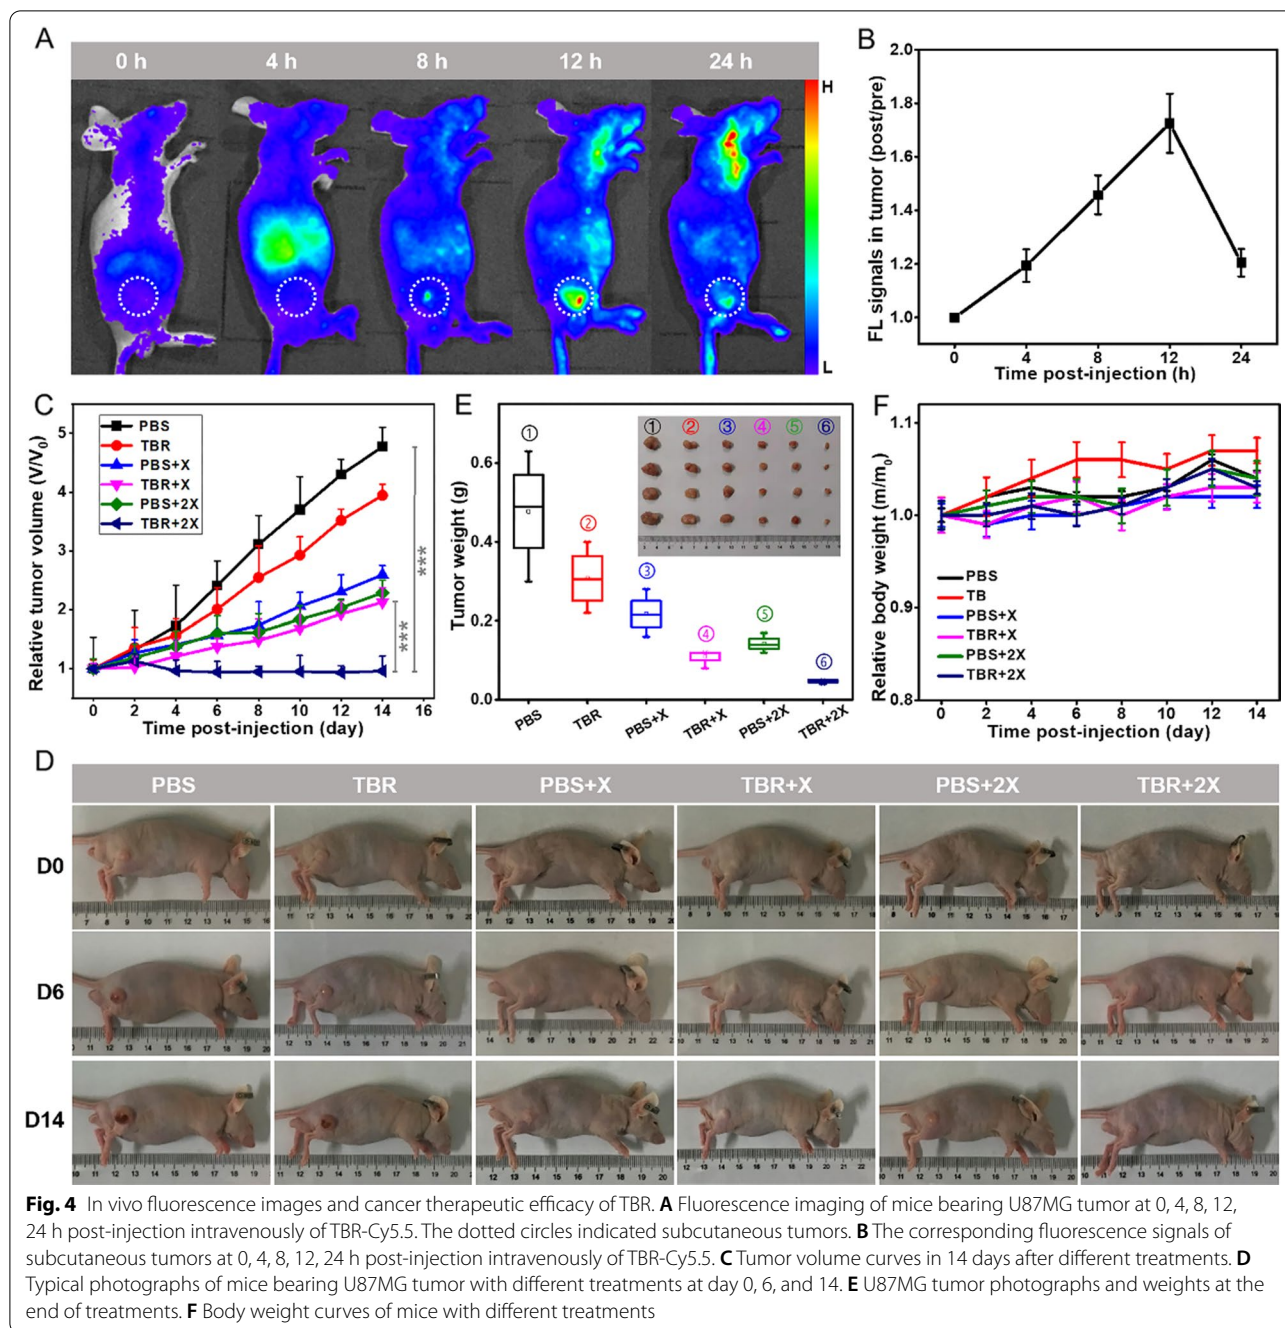 A
0 h 4 h 8 h 12 h 24 h
H
L
B
FL signals in tumor (post/pre)
2.0
1.8
1.6
1.4
1.2
1.0
0 4 8 12 24
Time post-injection (h)
C
Relative tumor volume (V/V0)
5
4
3
2
1
PBS
TBR
PBS+X
TRB+X
PBS+2X
TBR+2X
***
***
0 2 4 6 8 10 12 14 16
Time post-injection (day)
E
Tumor weight (g)
0.6
0.4
0.2
0.0
① ② ③ ④ ⑤ ⑥
① ② ③ ④ ⑤ ⑥
PBS TBR PBS+X TBR+X PBS+2X TBR+2X
F
Relative body weight (m/m0)
1.1
1.0
0.9
0.8
PBS
TB
PBS+X
TBR+X
PBS+2X
TBR+2X
0 2 4 6 8 10 12 14
Time post-injection (day)
D
PBS TBR PBS+X TBR+X PBS+2X TBR+2X
D0
D6
D14
Fig. 4 In vivo fluorescence images and cancer therapeutic efficacy of TBR. A Fluorescence imaging of mice bearing U87MG tumor at 0, 4, 8, 12,
24 h post-injection intravenously of TBR-Cy5.5. The dotted circles indicated subcutaneous tumors. B The corresponding fluorescence signals of
subcutaneous tumors at 0, 4, 8, 12, 24 h post-injection intravenously of TBR-Cy5.5. C Tumor volume curves in 14 days after different treatments. D
Typical photographs of mice bearing U87MG tumor with different treatments at day 0, 6, and 14. E U87MG tumor photographs and weights at the
end of treatments. F Body weight curves of mice with different treatments